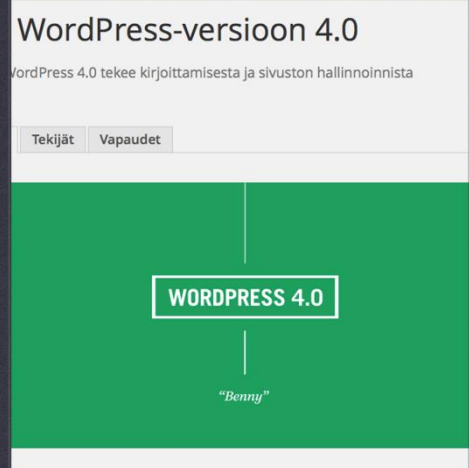 WordPress-versioon 4.0
WordPress 4.0 tekee kirjoittamisesta ja sivuston hallinnoinnista
Tekijät Vapaudet
WORDPRESS 4.0
“Benny”